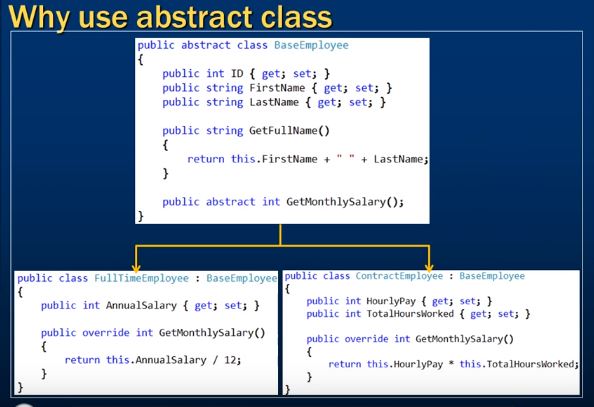 Why use abstract class
public abstract class BaseEmployee
{
public int ID { get; set; }
public string FirstName { get; set; }
public string LastName { get; set; }
public string GetFullName()
{
return this.FirstName + " " + LastName;
}
public abstract int GetMonthlySalary();
}
public class FullTimeEmployee : BaseEmployee
{
public int AnnualSalary { get; set; }
public override int GetMonthlySalary()
{
return this.AnnualSalary / 12;
}
}
public class ContractEmployee : BaseEmployee
{
public int HourlyPay { get; set; }
public int TotalHoursWorked { get; set; }
public override int GetMonthlySalary()
{
return this.HourlyPay * this.TotalHoursWorked;
}
}